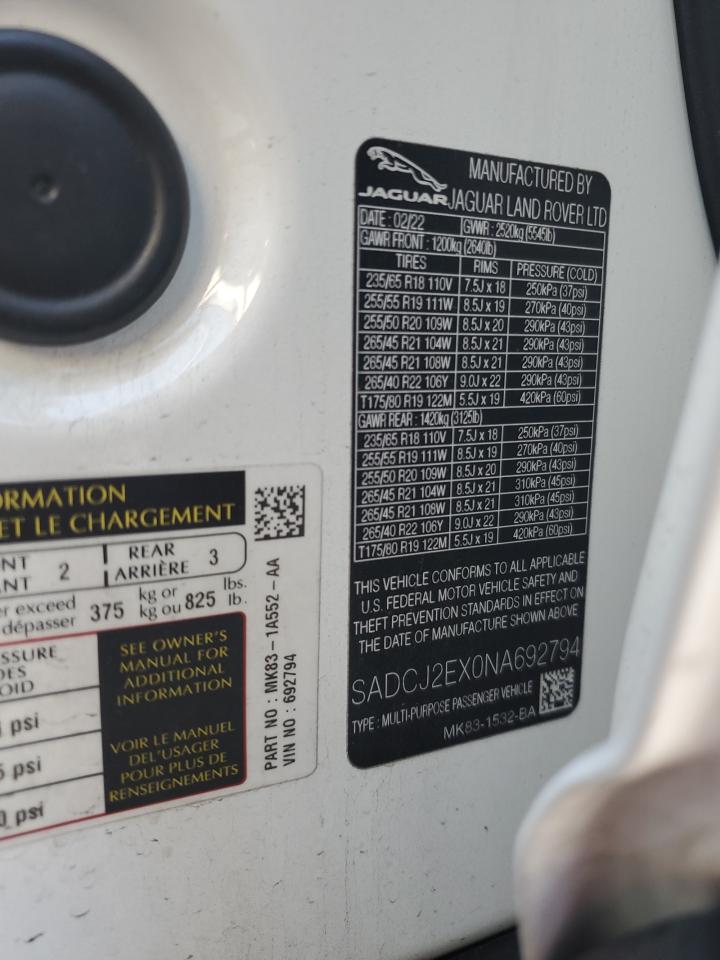 JAGUAR
MANUFACTURED BY
JAGUAR LAND ROVER LTD
DATE : 02/22 GVWR : 2520kg (5545lb)
GAWR FRONT : 1200kg (2640lb)
TIRES RIMS PRESSURE (COLD)
235/65 R18 110V 7.5J x 18 250kPa (37psi)
255/55 R19 111W 8.5J x 19 270kPa (40psi)
255/50 R20 109W 8.5J x 20 290kPa (43psi)
265/45 R21 104W 8.5J x 21 290kPa (43psi)
265/45 R21 108W 8.5J x 21 290kPa (43psi)
265/40 R22 106Y 9.0J x 22 290kPa (43psi)
T175/80 R19 122M 5.5J x 19 420kPa (60psi)
GAWR REAR : 1420kg (3125lb)
235/65 R18 110V 7.5J x 18 250kPa (37psi)
255/55 R19 111W 8.5J x 19 270kPa (40psi)
255/50 R20 109W 8.5J x 20 290kPa (43psi)
265/45 R21 104W 8.5J x 21 310kPa (45psi)
265/45 R21 108W 8.5J x 21 310kPa (45psi)
265/40 R22 106Y 9.0J x 22 290kPa (43psi)
T175/80 R19 122M 5.5J x 19 420kPa (60psi)
THIS VEHICLE CONFORMS TO ALL APPLICABLE
U.S. FEDERAL MOTOR VEHICLE SAFETY AND
THEFT PREVENTION STANDARDS IN EFFECT ON
THE DATE OF MANUFACTURE SHOWN ABOVE
SADCJ2EX0NA692794
TYPE : MULTI-PURPOSE PASSENGER VEHICLE
MK83-1532-BA
ORMATION
ET LE CHARGEMENT
NT 2 REAR 3
ANT ARRIÈRE
er exceed 375 kg or 825 lbs.
dépasser kg ou lb.
SSURE
DES
OID
psi
5 psi
0 psi
SEE OWNER'S
MANUAL FOR
ADDITIONAL
INFORMATION
VOIR LE MANUEL
DEL'USAGER
POUR PLUS DE
RENSEIGNEMENTS
PART NO : MK83-1A552-AA
VIN NO : 692794